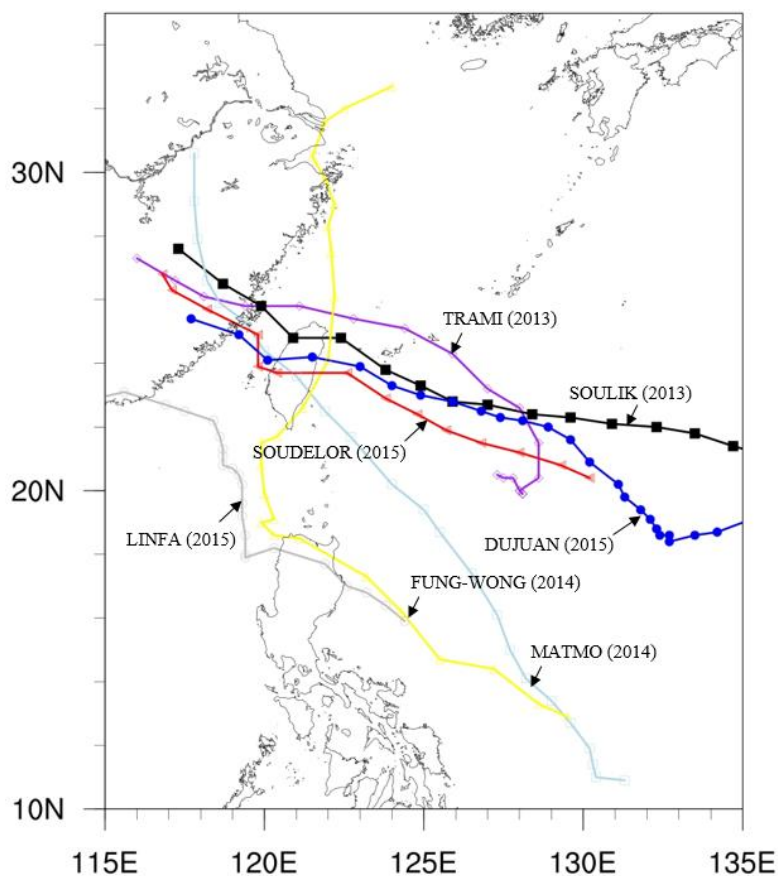 30N
TRAMI (2013)
SOULIK (2013)
SOUDELOR (2015)
20N
LINFA (2015)
DUJUAN (2015)
FUNG-WONG (2014)
MATMO (2014)
10N
115E 120E 125E 130E 135E